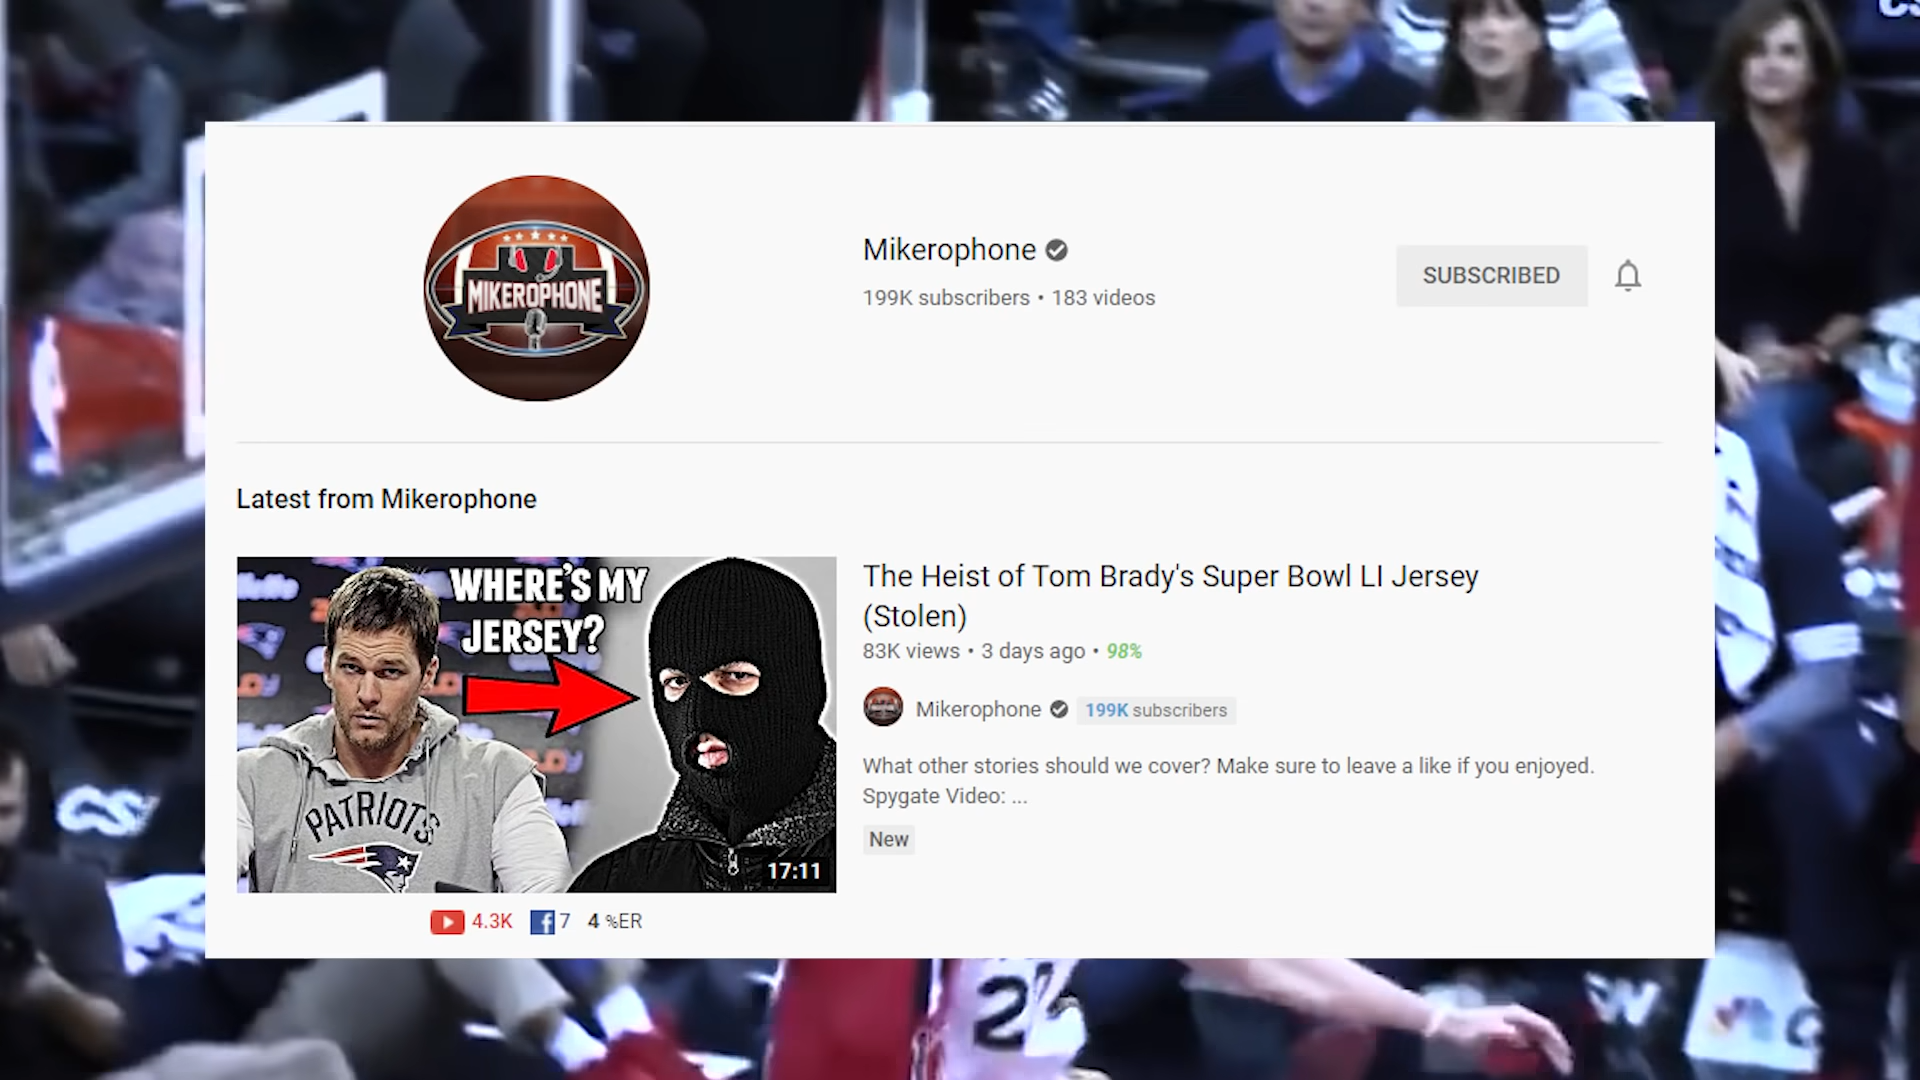 MIKEROPHONE
Mikerophone
199K subscribers • 183 videos
SUBSCRIBED
Latest from Mikerophone
WHERE'S MY
JERSEY?
PATRIOTS
17:11
The Heist of Tom Brady's Super Bowl LI Jersey
(Stolen)
83K views • 3 days ago • 98%
Mikerophone 199K subscribers
What other stories should we cover? Make sure to leave a like if you enjoyed.
Spygate Video: ...
New
4.3K 7 4 %ER